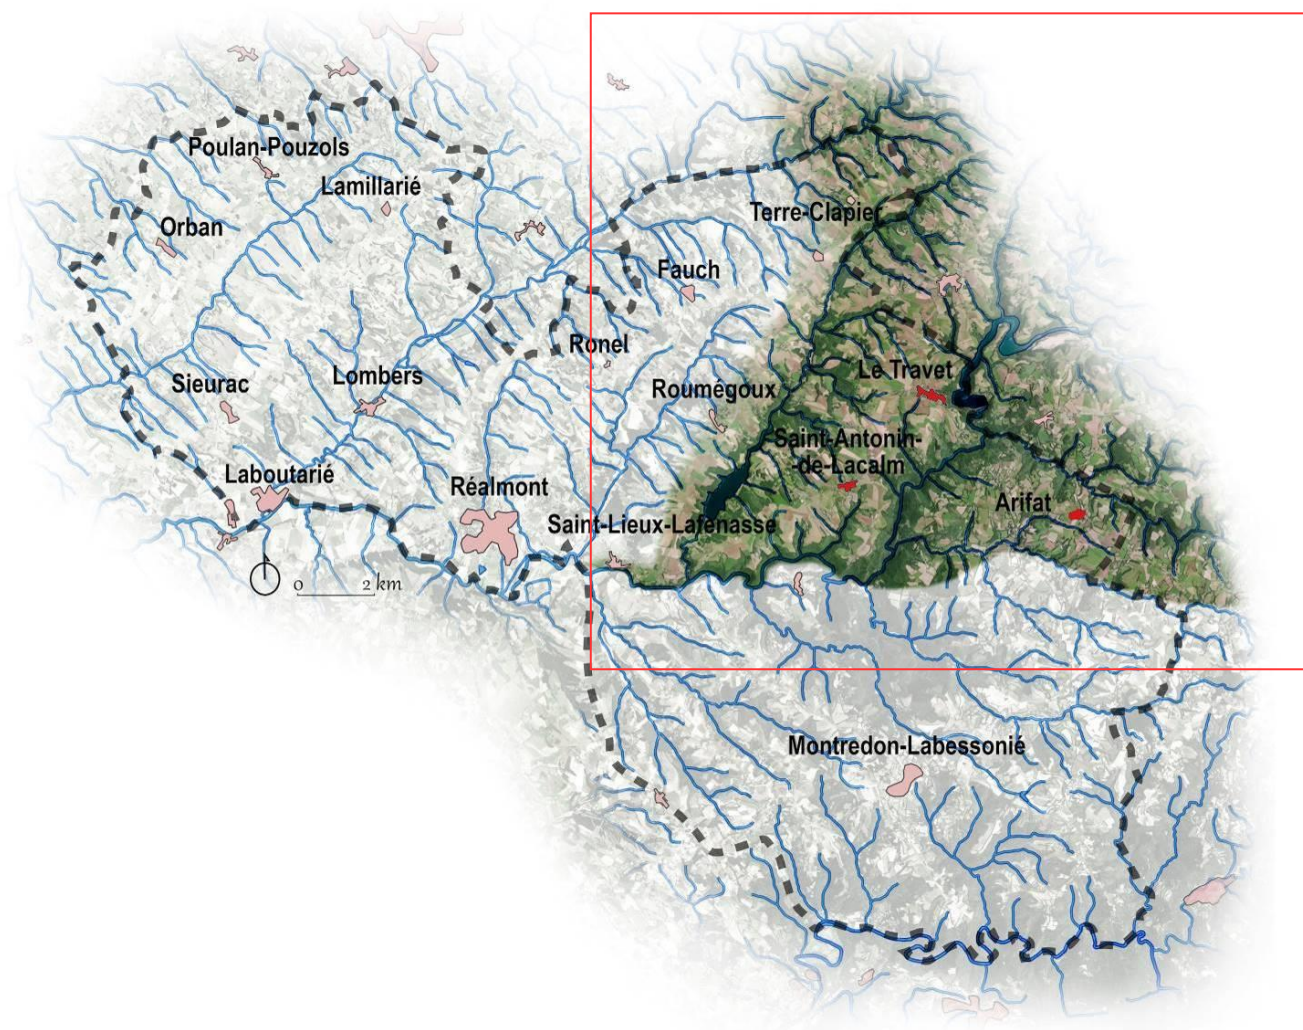 Poulan-Pouzols
Lamillarié
Orban
Terre-Clapier
Fauch
Ronel
Le Travet
Sieurac
Lombers
Roumégoux
Saint-Antonin-
-de-Lacalm
Laboutarié
Réalmont
Arifat
Saint-Lieux-Lafenasse
0 2 km
Montredon-Labessonié